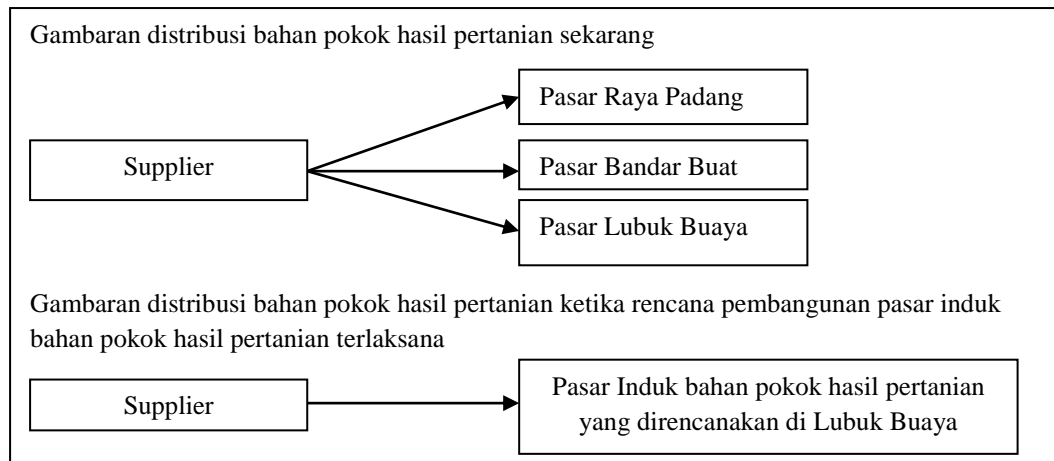 Gambaran distribusi bahan pokok hasil pertanian sekarang
Pasar Raya Padang
Supplier
Pasar Bandar Buat
Pasar Lubuk Buaya
Gambaran distribusi bahan pokok hasil pertanian ketika rencana pembangunan pasar induk
bahan pokok hasil pertanian terlaksana
Supplier
Pasar Induk bahan pokok hasil pertanian
yang direncanakan di Lubuk Buaya